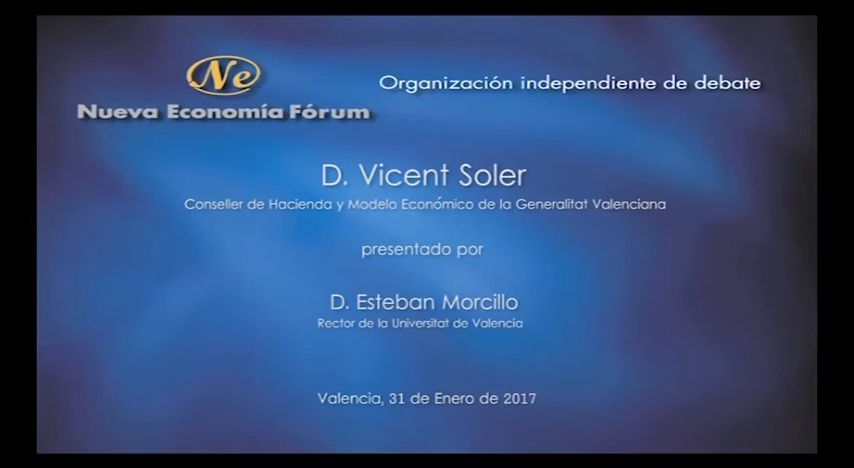 Ne
Nueva Economía Fórum
Organización independiente de debate
D. Vicent Soler
Conseller de Hacienda y Modelo Económico de la Generalitat Valenciana
presentado por
D. Esteban Morcillo
Rector de la Universitat de Valencia
Valencia, 31 de Enero de 2017